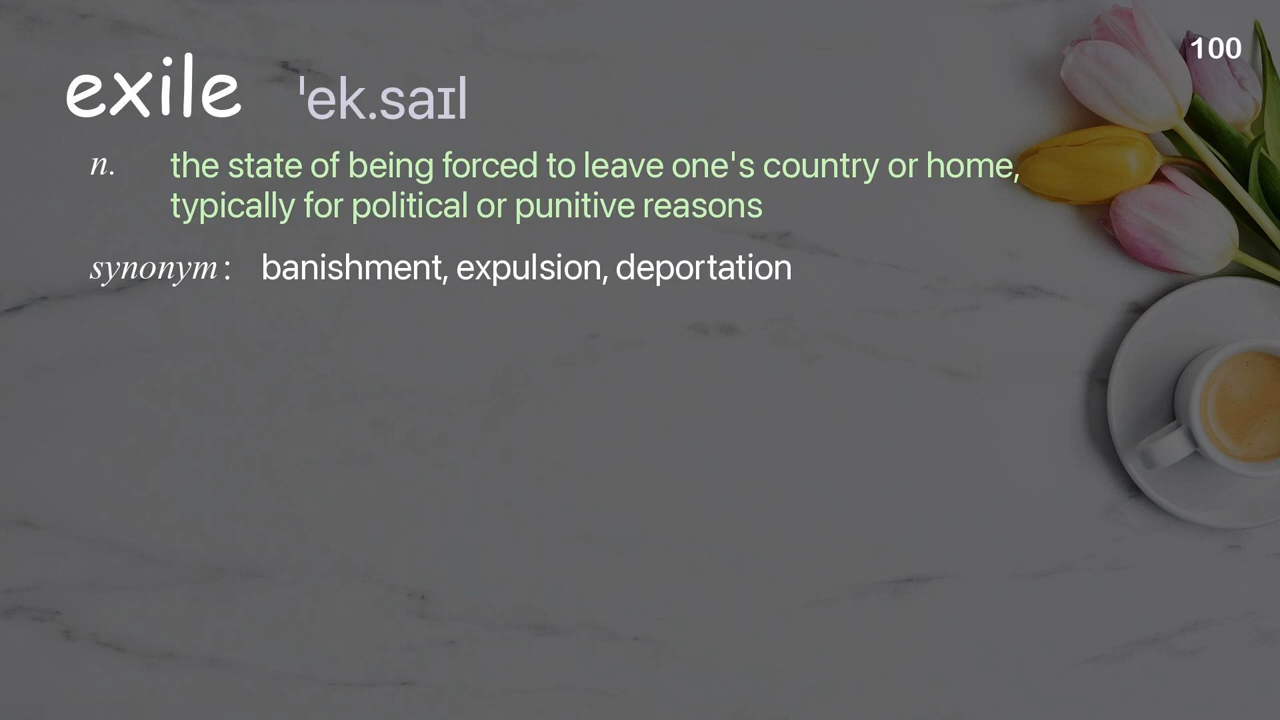 100
exile ˈek.saɪl
n. the state of being forced to leave one's country or home,
typically for political or punitive reasons
synonym: banishment, expulsion, deportation